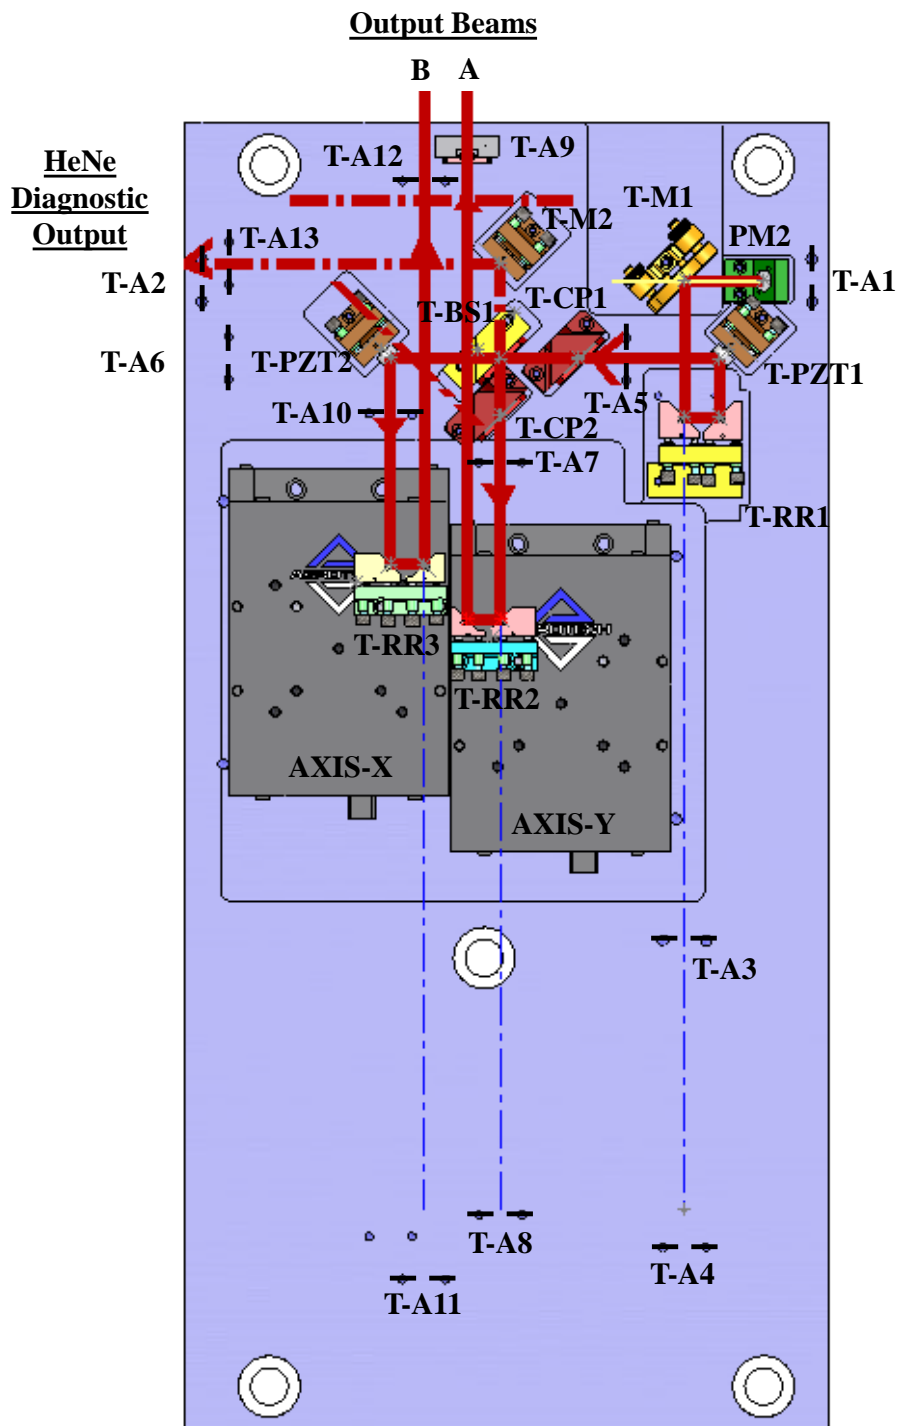 Output Beams
B A
T-A12
T-A9
HeNe
Diagnostic
Output
T-M1
T-M2
PM2
T-A13
T-A2
T-A1
T-BS1
T-CP1
T-A6
T-PZT2
T-PZT1
T-A5
T-A10
T-CP2
T-A7
T-RR1
T-RR3
T-RR2
AXIS-X
AXIS-Y
T-A3
T-A8
T-A4
T-A11